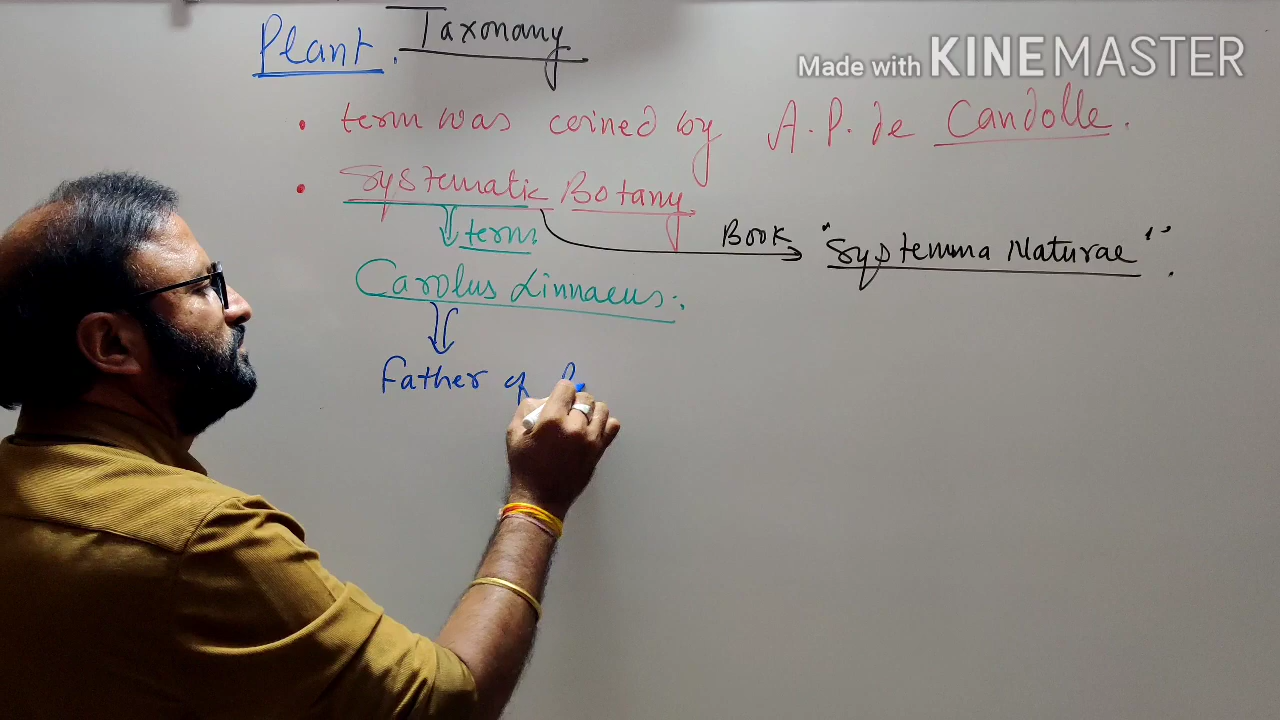 Plant. Taxonamy
Made with KINEMASTER
• term was coined by A.P. de Candolle.
• Systematic Botany
term.
Book "Systemma Naturae".
Carolus Linnaeus.
Father of